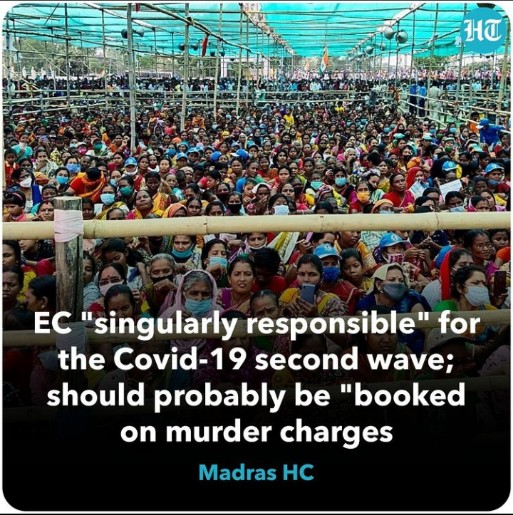 HT
EC "singularly responsible" for
the Covid-19 second wave;
should probably be "booked
on murder charges
Madras HC